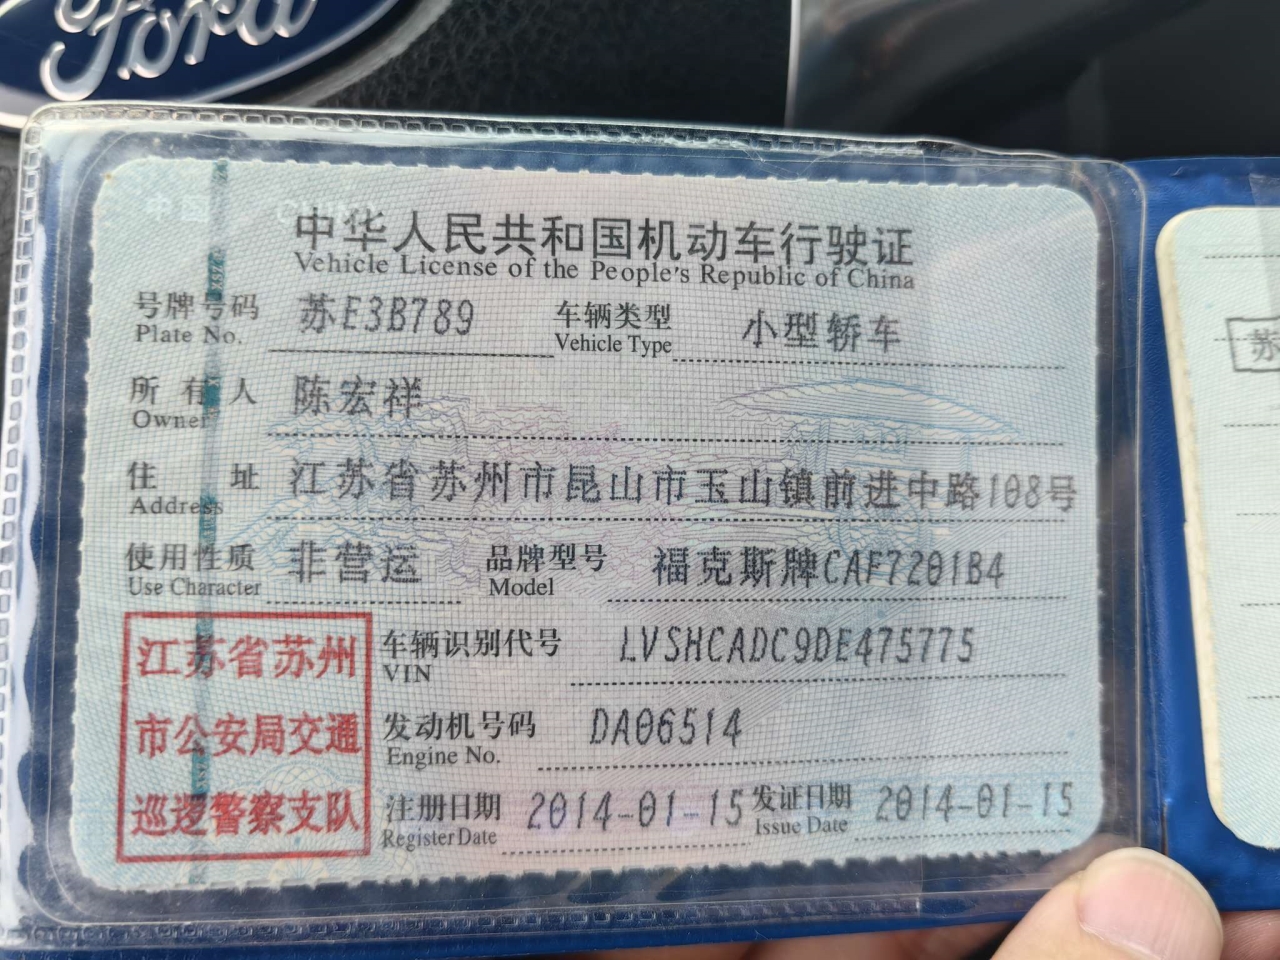 Ford
中华人民共和国机动车行驶证
Vehicle License of the People's Republic of China
号牌号码 苏E3B789 车辆类型 小型轿车
Plate No. Vehicle Type
所有人 陈宏祥
Owner
住址 江苏省苏州市昆山市玉山镇前进中路108号
Address
使用性质 非营运 品牌型号 福克斯牌CAF7201B4
Use Character Model
江苏省苏州
市公安局交通
巡逻警察支队
车辆识别代号 LVSHCADC9DE475775
VIN
发动机号码 DA06514
Engine No.
注册日期 2014-01-15 发证日期 2014-01-15
Register Date Issue Date
苏